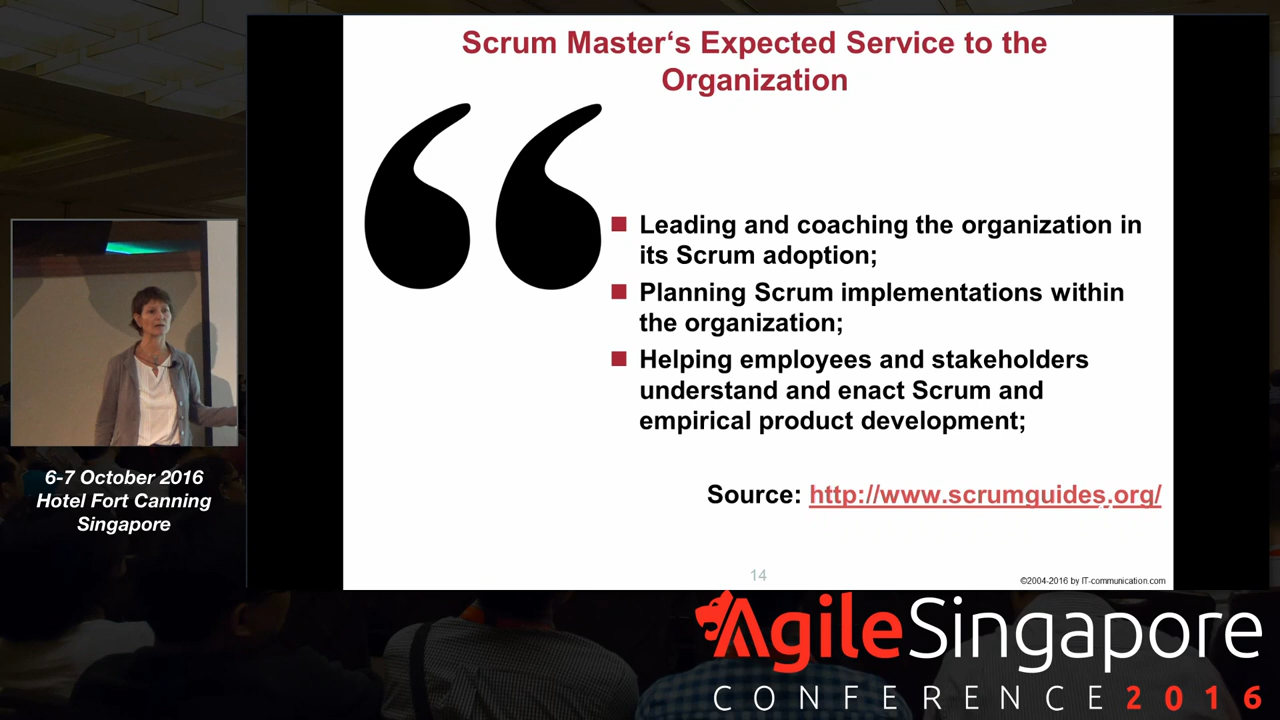 Scrum Master‘s Expected Service to the
Organization
Leading and coaching the organization in
its Scrum adoption;
Planning Scrum implementations within
the organization;
Helping employees and stakeholders
understand and enact Scrum and
empirical product development;
Source: http://www.scrumguides.org/
14
©2004-2016 by IT-communication.com
6-7 October 2016
Hotel Fort Canning
Singapore
AgileSingapore
CONFERENCE 2016